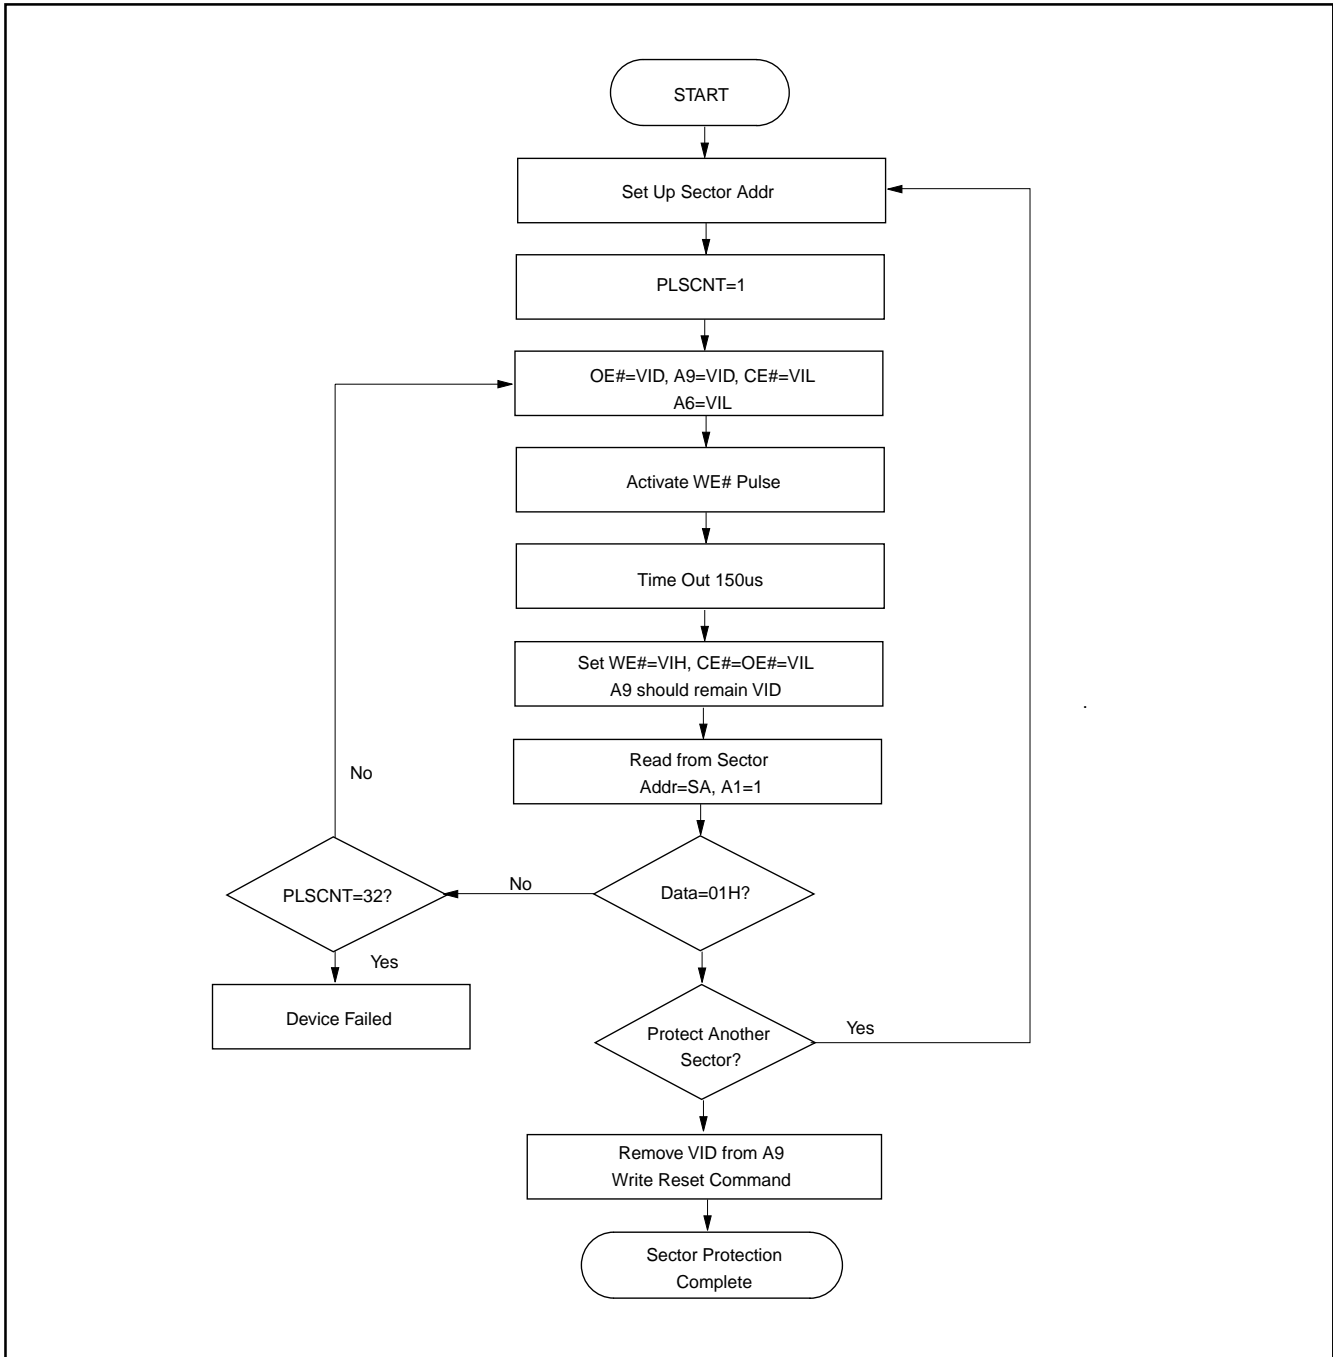 START
Set Up Sector Addr
PLSCNT=1
OE#=VID, A9=VID, CE#=VIL
A6=VIL
Activate WE# Pulse
Time Out 150us
Set WE#=VIH, CE#=OE#=VIL
A9 should remain VID
.
Read from Sector
Addr=SA, A1=1
No
PLSCNT=32?
No
Data=01H?
Yes
Device Failed
Protect Another
Sector?
Yes
Remove VID from A9
Write Reset Command
Sector Protection
Complete